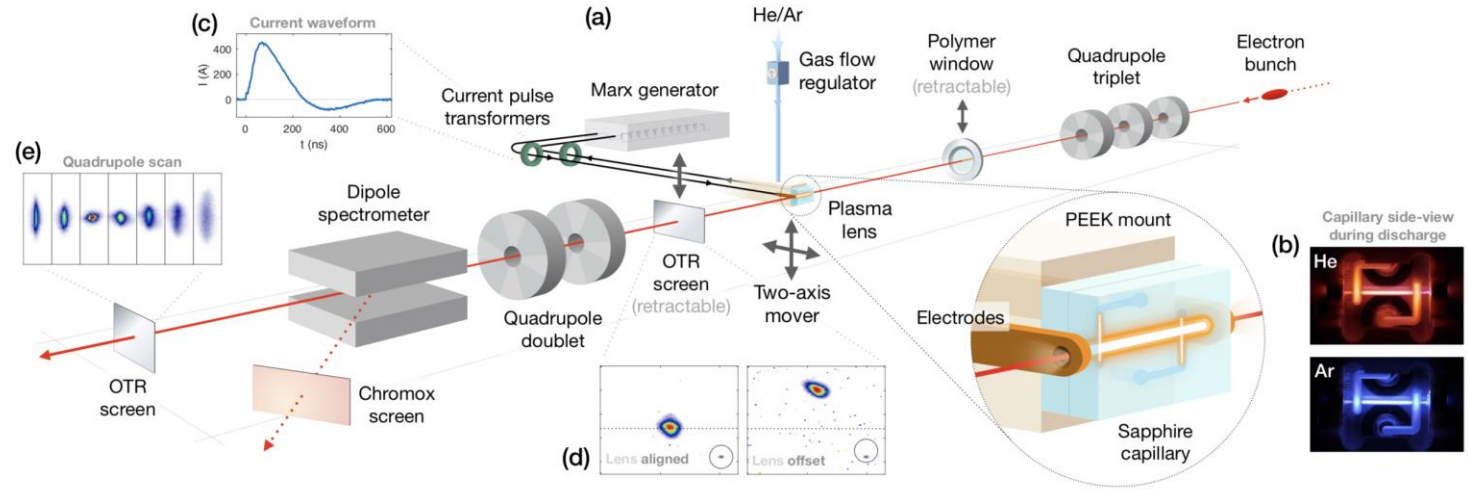 (c)
Current waveform
400
200
0
I (A)
0
200
400
600
t (ns)
(a)
He/Ar
Gas flow
regulator
Polymer
window
(retractable)
Quadrupole
triplet
Electron
bunch
Marx generator
Current pulse
transformers
(e)
Quadrupole scan
Dipole
spectrometer
Plasma
lens
PEEK mount
Capillary side-view
during discharge
(b)
He
OTR
screen
(retractable)
Two-axis
mover
Electrodes
Quadrupole
doublet
Ar
OTR
screen
Chromox
screen
Sapphire
capillary
(d)
Lens aligned
Lens offset